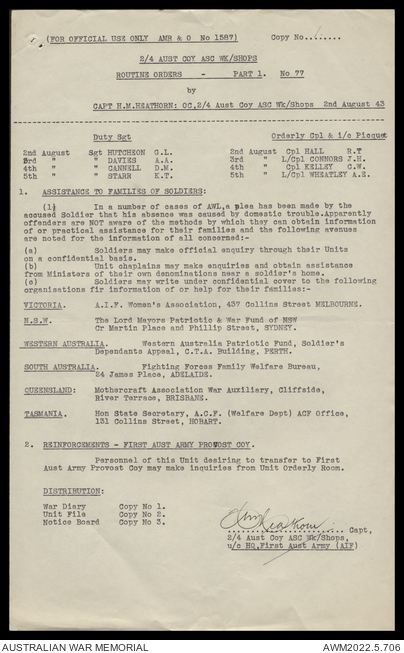 (FOR OFFICIAL USE ONLY AMR & O No 1587) Copy No.......
2/4 AUST COY ASC WK/SHOPS
ROUTINE ORDERS - PART 1. No 77
by
CAPT H.M.HEATHORN: OC,2/4 Aust Coy ASC Wk/Shops 2nd August 43
Duty Sgt Orderly Cpl & i/c Picquet
2nd August Sgt HUTCHEON G.L. 2nd August Cpl HALL R.T
3rd " " DAVIES A.A. 3rd " L/Cpl CONNORS J.H.
4th " " CANNELL D.M. 4th " Cpl KELLEY C.W.
5th " " STARR K.T. 5th " L/Cpl WHEATLEY A.E.
1. ASSISTANCE TO FAMILIES OF SOLDIERS:
(1) In a number of cases of AWL,a plea has been made by the
accused Soldier that his absence was caused by domestic trouble.Apparently
offenders are NOT aware of the methods by which they can obtain information
of or practical assistance for their families and the following avenues
are noted for the information of all concerned:-
(a) Soldiers may make official enquiry through their Units
on a confidential basis.
(b) Unit chaplains may make enquiries and obtain assistance
from Ministers of their own denominations near a soldier's home.
(c) Soldiers may write under confidential cover to the following
organisations fir information of or help for their families:-
VICTORIA. A.I.F. Women's Association, 437 Collins Street MELBOURNE.
N.S.W. The Lord Mayors Patriotic & War Fund of NSW
Cr Martin Place and Phillip Street, SYDNEY.
WESTERN AUSTRALIA. Western Australia Patriotic Fund, Soldier's
Dependants Appeal, C.T.A. Building, PERTH.
SOUTH AUSTRALIA. Fighting Forces Family Welfare Bureau,
24 James Place, ADELAIDE.
QUEENSLAND: Mothercraft Association War Auxiliary, Cliffside,
River Terrace, BRISBANE.
TASMANIA. Hon State Secretary, A.C.F. (Welfare Dept) ACF Office,
131 Collins Street, HOBART.
2. REINFORCEMENTS - FIRST AUST ARMY PROVOST COY.
Personnel of this Unit desiring to transfer to First
Aust Army Provost Coy may make inquiries from Unit Orderly Room.
DISTRIBUTION:
War Diary Copy No 1.
Unit File Copy No 2.
Notice Board Copy No 3.
HM Heathorn
.................... Capt,
2/4 Aust Coy ASC Wk/Shops,
u/c HQ,First Aust Army (AIF)
AUSTRALIAN WAR MEMORIAL AWM2022.5.706